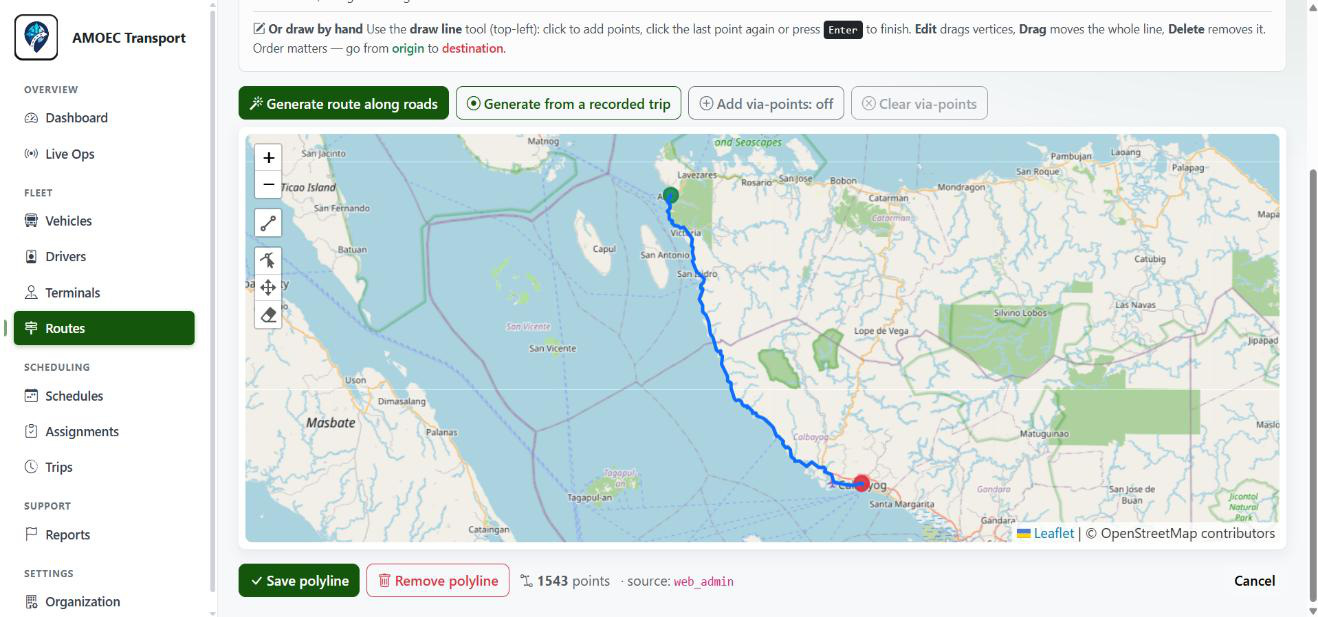 AMOEC Transport
OVERVIEW
Dashboard
Live Ops
FLEET
Vehicles
Drivers
Terminals
Routes
SCHEDULING
Schedules
Assignments
Trips
SUPPORT
Reports
SETTINGS
Organization
Or draw by hand Use the draw line tool (top-left): click to add points, click the last point again or press Enter to finish. Edit drags vertices, Drag moves the whole line, Delete removes it.
Order matters — go from origin to destination.
Generate route along roads
Generate from a recorded trip
Add via-points: off
Clear via-points
+
−
San Jacinto
Matnog
and Seascapes
Lavezares
Rosario
San Jose
Bobon
Pambujan
Laoang
San Roque
Palapag
Mondragon
Catarman
Catarman
Ticao Island
San Fernando
Batuan
Capul
Victoria
San Antonio
San Isidro
Catubig
Las Navas
Silvino Lobos
Lope de Vega
San Vicente
San Vicente
Uson
Dimasalang
Masbate
Palanas
Calbayog
Matuguinao
Tagapul-an
Cataingan
Santa Margarita
Gandara
Gandara
San Jose de
Buan
Jicontol
Natural
Park
Leaflet | © OpenStreetMap contributors
Save polyline
Remove polyline
1543 points · source: web_admin
Cancel